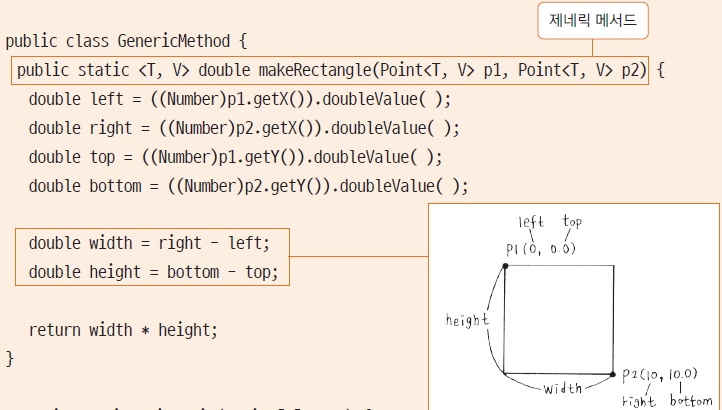 제네릭 메서드
public class GenericMethod {
public static <T, V> double makeRectangle(Point<T, V> p1, Point<T, V> p2) {
double left = ((Number)p1.getX()).doubleValue( );
double right = ((Number)p2.getX()).doubleValue( );
double top = ((Number)p1.getY()).doubleValue( );
double bottom = ((Number)p2.getY()).doubleValue( );
double width = right - left;
double height = bottom - top;
return width * height;
}
left top
P1(0, 0.0)
height
width
P2(10, 10.0)
right bottom